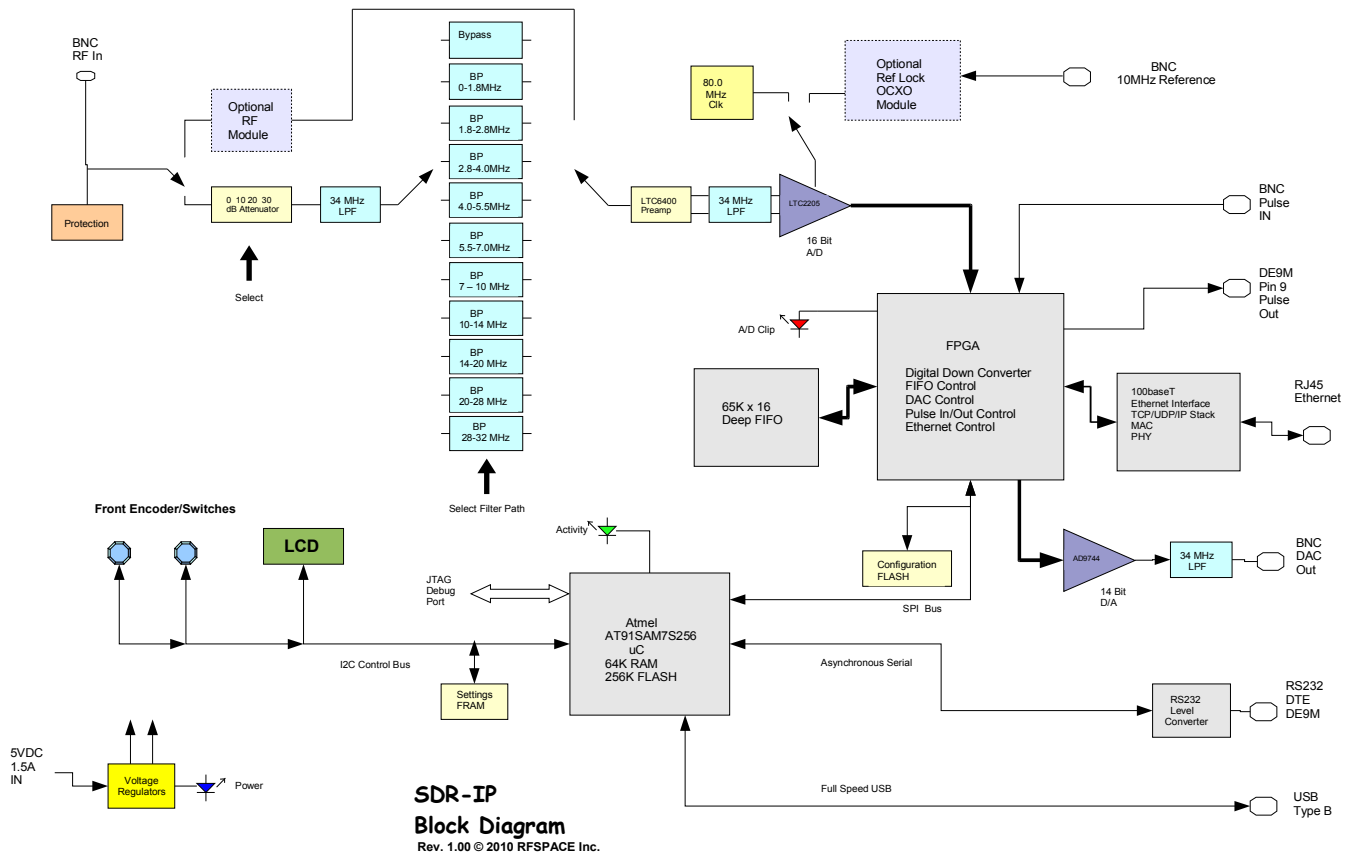 BNC
RF In
Protection
Optional
RF
Module
0 10 20 30
dB Attenuator
Select
34 MHz
LPF
Bypass
BP
0-1.8MHz
BP
1.8-2.8MHz
BP
2.8-4.0MHz
BP
4.0-5.5MHz
BP
5.5-7.0MHz
BP
7 – 10 MHz
BP
10-14 MHz
BP
14-20 MHz
BP
20-28 MHz
BP
28-32 MHz
Select Filter Path
LTC6400
Preamp
34 MHz
LPF
LTC2205
16 Bit
A/D
80.0
MHz
Clk
Optional
Ref Lock
OCXO
Module
BNC
10MHz Reference
BNC
Pulse
IN
DE9M
Pin 9
Pulse
Out
A/D Clip
FPGA
Digital Down Converter
FIFO Control
DAC Control
Pulse In/Out Control
Ethernet Control
65K x 16
Deep FIFO
100baseT
Ethernet Interface
TCP/UDP/IP Stack
MAC
PHY
RJ45
Ethernet
Configuration
FLASH
SPI Bus
AD9744
14 Bit
D/A
34 MHz
LPF
BNC
DAC
Out
Front Encoder/Switches
LCD
Activity
JTAG
Debug
Port
Atmel
AT91SAM7S256
uC
64K RAM
256K FLASH
I2C Control Bus
Settings
FRAM
Asynchronous Serial
RS232
Level
Converter
RS232
DTE
DE9M
5VDC
1.5A
IN
Voltage
Regulators
Power
Full Speed USB
USB
Type B
SDR-IP
Block Diagram
Rev. 1.00 © 2010 RFSPACE Inc.